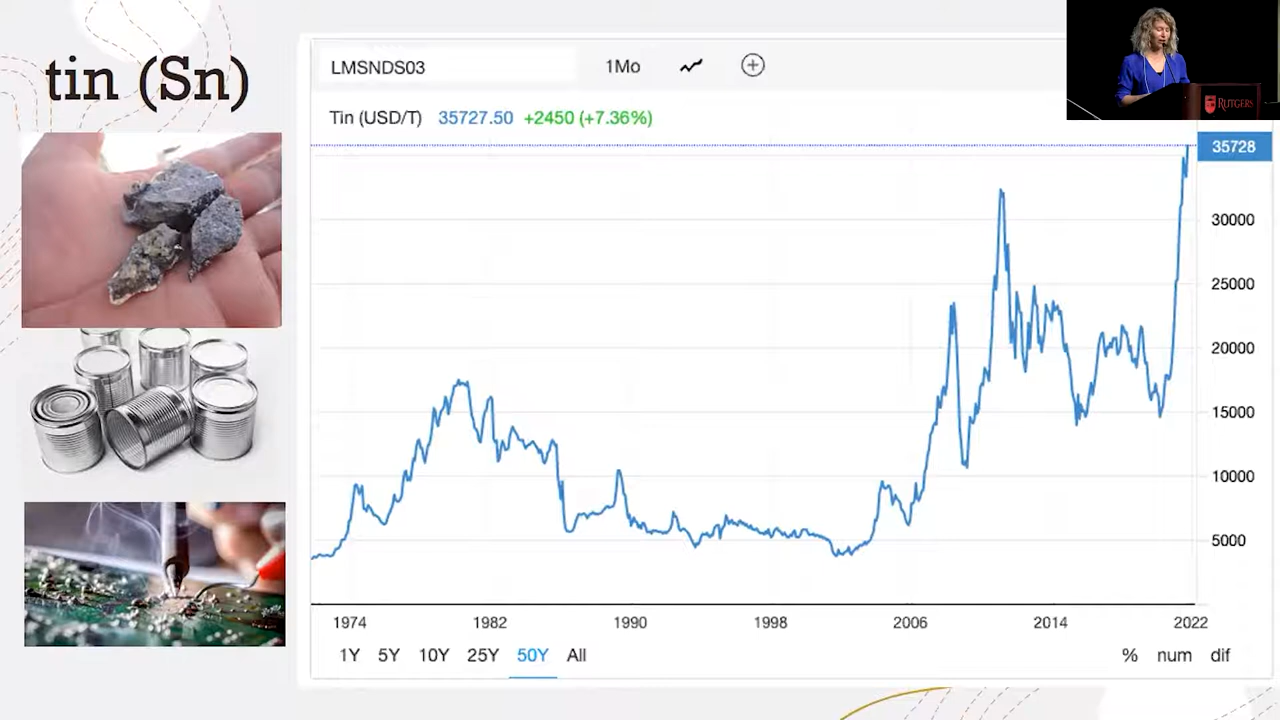 tin (Sn)
LMSNDS03
1Mo
Tin (USD/T) 35727.50 +2450 (+7.36%)
35728
30000
25000
20000
15000
10000
5000
1974 1982 1990 1998 2006 2014 2022
1Y 5Y 10Y 25Y 50Y All
% num dif
RUTGERS